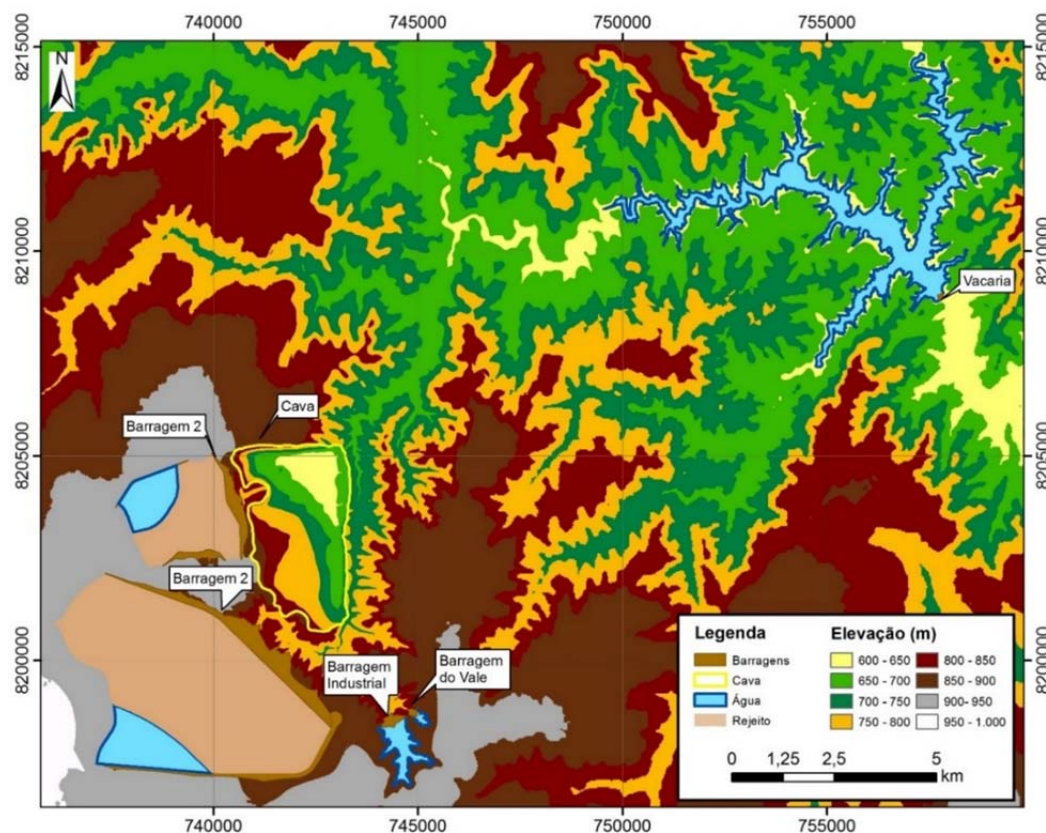 740000
745000
750000
755000
8215000
8215000
N
8210000
8210000
Vacaria
Cava
Barragem 2
8205000
8205000
Barragem 2
Barragem
Industrial
Barragem
do Vale
8200000
8200000
Legenda
Barragens
Cava
Água
Rejeito
Elevação (m)
600 - 650
650 - 700
700 - 750
750 - 800
800 - 850
850 - 900
900- 950
950 - 1.000
0
1,25
2,5
5
km
740000
745000
750000
755000